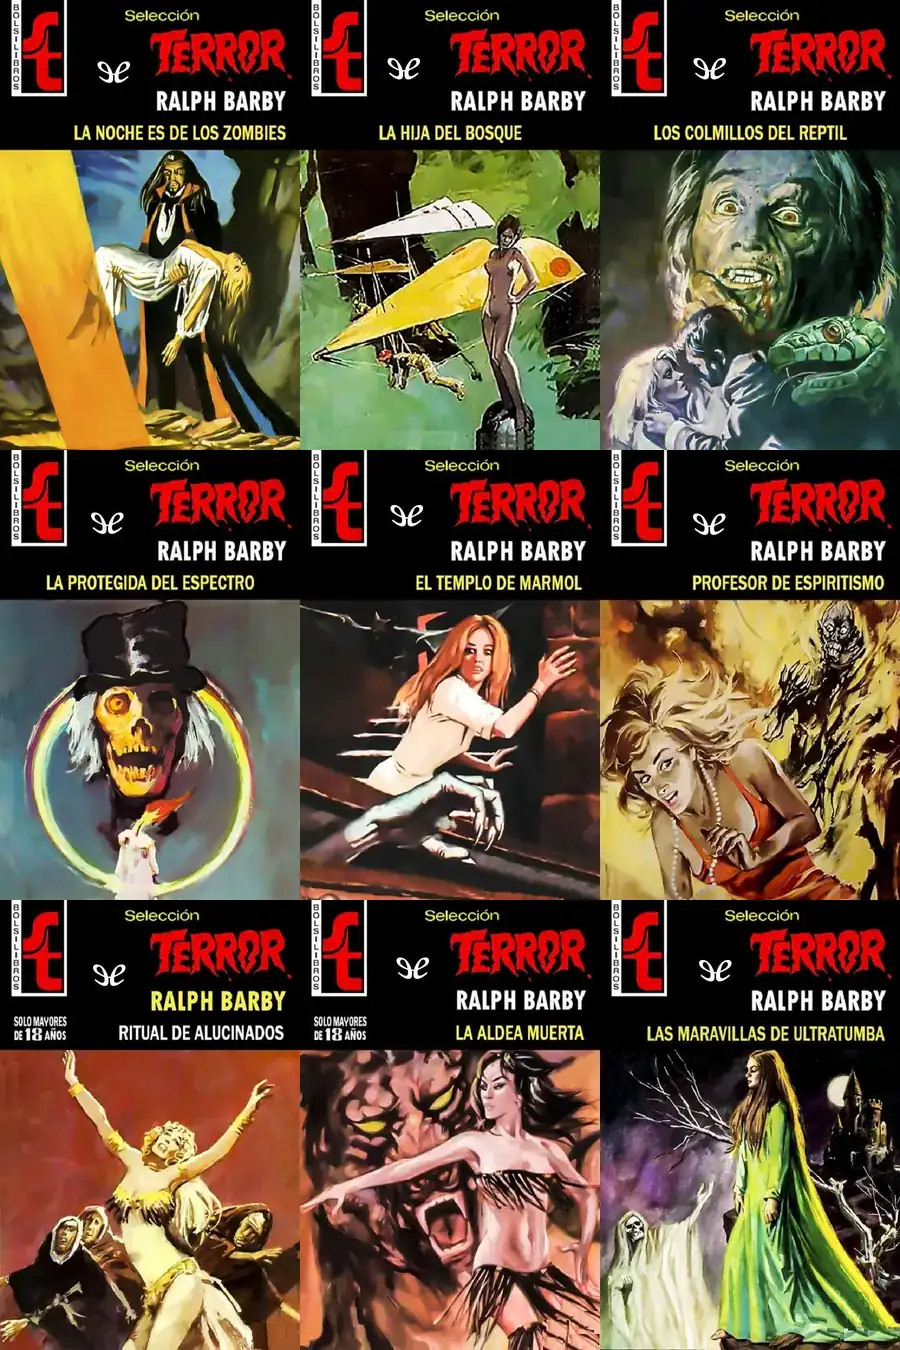 BOLSILIBROS
Selección
TERROR
RALPH BARBY
LA NOCHE ES DE LOS ZOMBIES
BOLSILIBROS
Selección
TERROR
RALPH BARBY
LA HIJA DEL BOSQUE
BOLSILIBROS
Selección
TERROR
RALPH BARBY
LOS COLMILLOS DEL REPTIL
BOLSILIBROS
Selección
TERROR
RALPH BARBY
LA PROTEGIDA DEL ESPECTRO
BOLSILIBROS
Selección
TERROR
RALPH BARBY
EL TEMPLO DE MARMOL
BOLSILIBROS
Selección
TERROR
RALPH BARBY
PROFESOR DE ESPIRITISMO
BOLSILIBROS
Selección
TERROR
RALPH BARBY
SOLO MAYORES
DE 18 AÑOS
RITUAL DE ALUCINADOS
BOLSILIBROS
Selección
TERROR
RALPH BARBY
SOLO MAYORES
DE 18 AÑOS
LA ALDEA MUERTA
BOLSILIBROS
Selección
TERROR
RALPH BARBY
LAS MARAVILLAS DE ULTRATUMBA